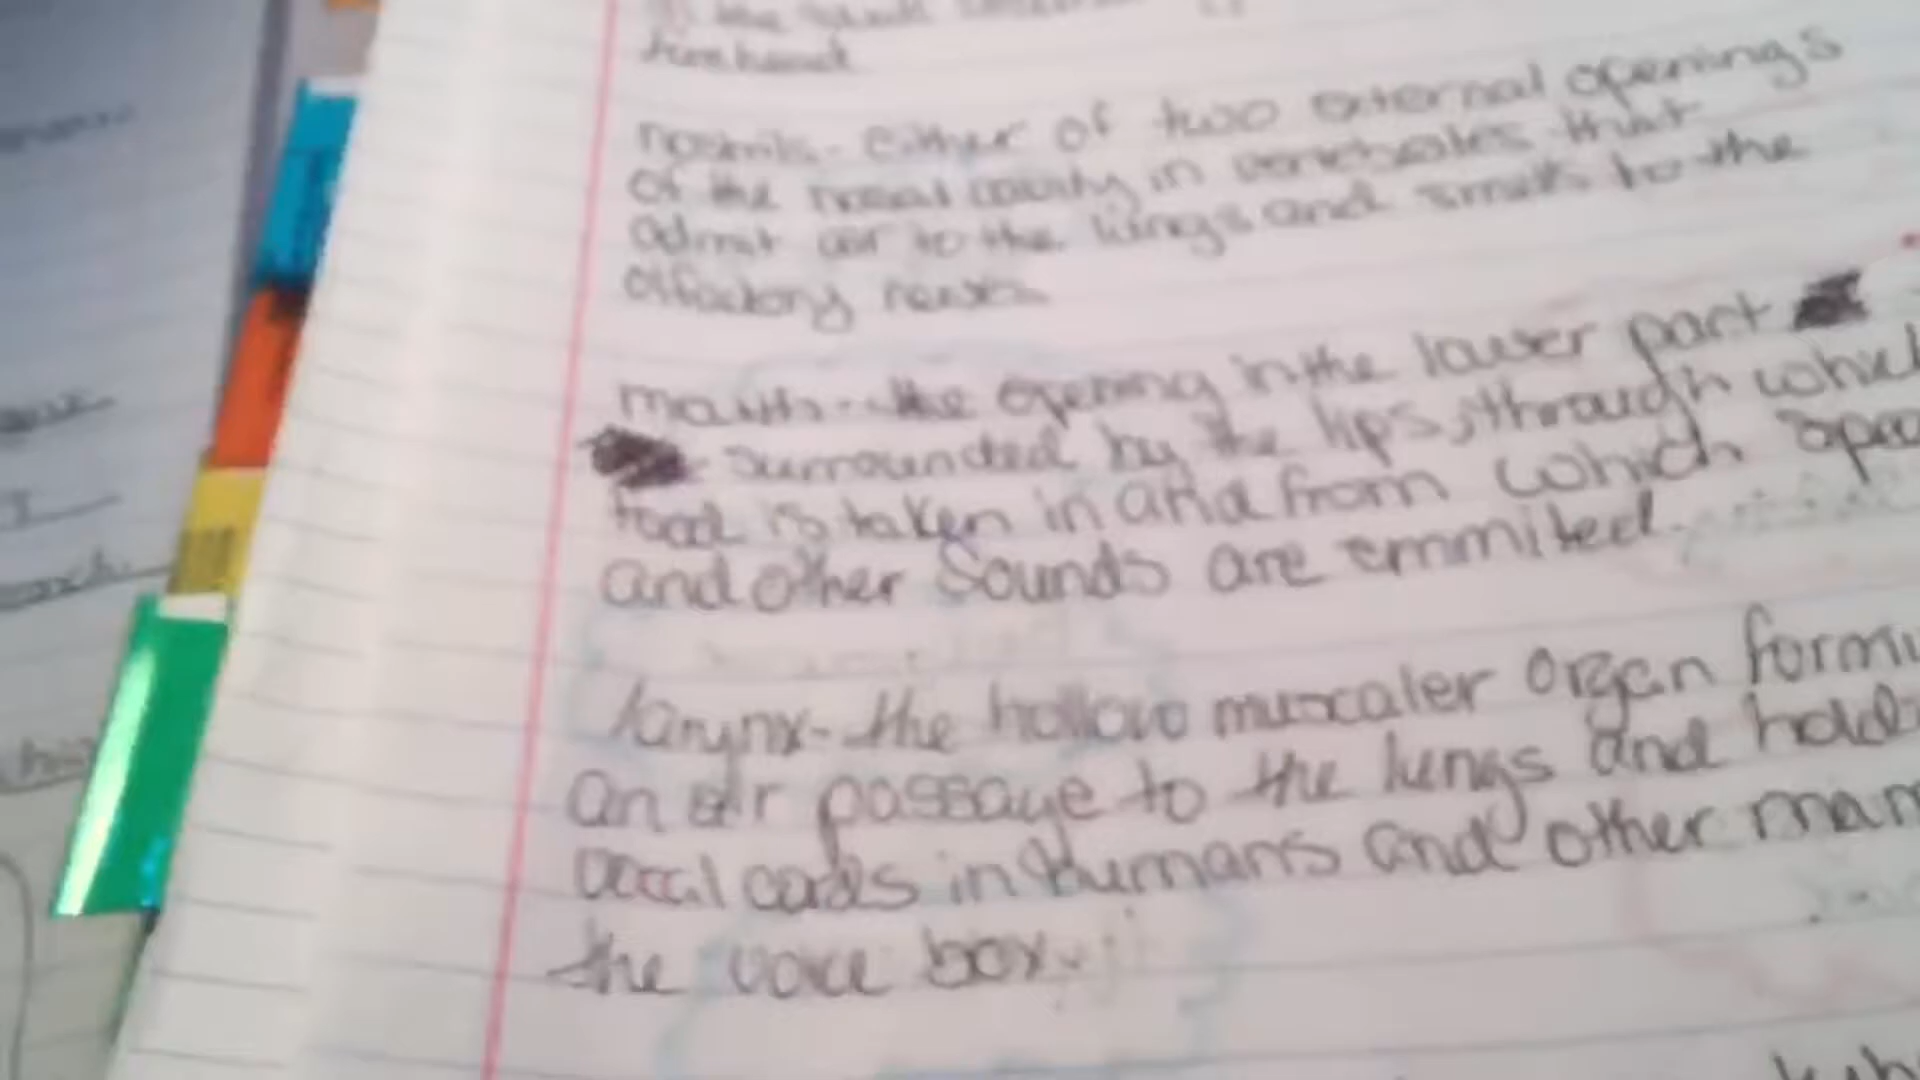 the
forehead
nostrils - either of two external openings
of the nasal cavity in vertebrates that
admit air to the lungs and smells to the
olfactory nerves
mouth - the opening in the lower part
surrounded by the lips, through which
food is taken in and from which
and other sounds are emmited.
larynx - the hollow muscaler organ
an air passage to the lungs and
vocal cords in humans and other
the voice box.